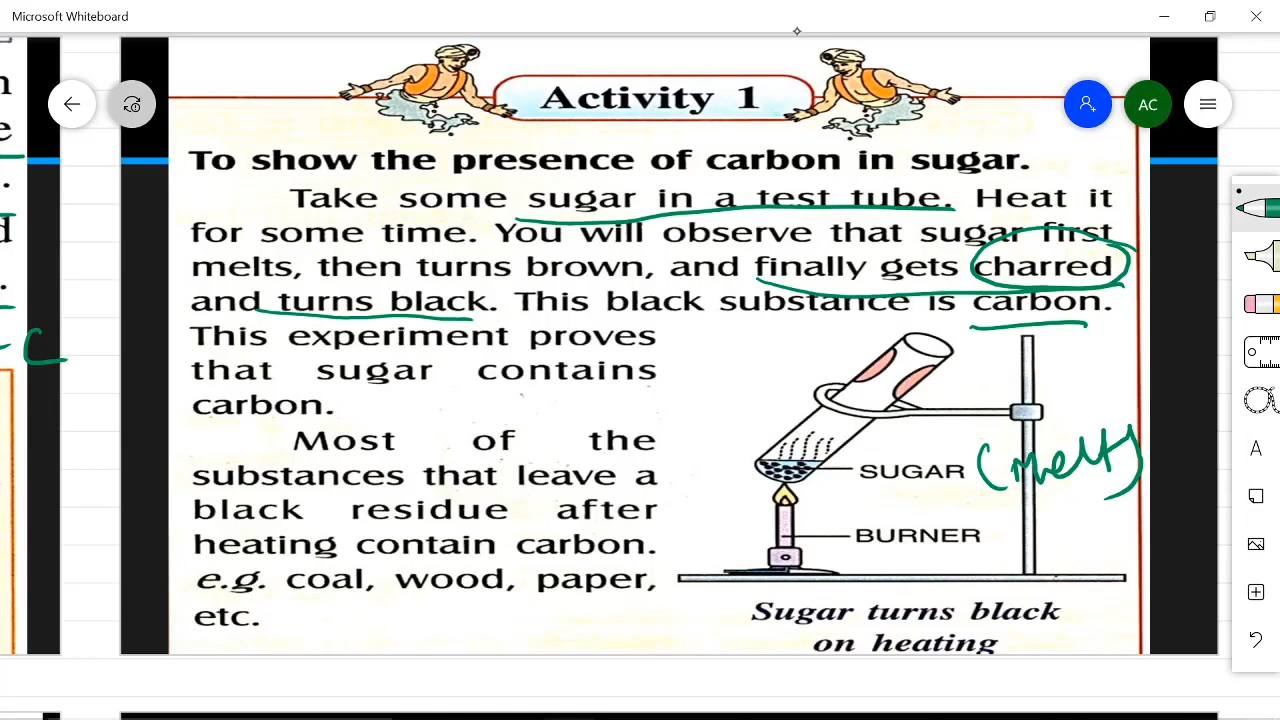 Microsoft Whiteboard
Activity 1
AC
To show the presence of carbon in sugar.
Take some sugar in a test tube. Heat it
for some time. You will observe that sugar first
melts, then turns brown, and finally gets charred
and turns black. This black substance is carbon.
This experiment proves
that sugar contains
carbon.
Most of the
substances that leave a
black residue after
heating contain carbon.
e.g. coal, wood, paper,
etc.
SUGAR (melt)
BURNER
Sugar turns black
on heating
n
e
.
d
.
C
A